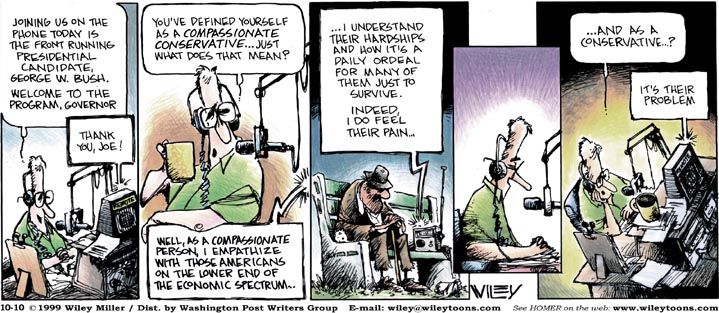 JOINING US ON THE
PHONE TODAY IS
THE FRONT RUNNING
PRESIDENTIAL
CANDIDATE,
GEORGE W. BUSH.
WELCOME TO THE
PROGRAM, GOVERNOR
THANK
YOU, JOE!
REMOTE
YOU'VE DEFINED YOURSELF
AS A COMPASSIONATE
CONSERVATIVE...JUST
WHAT DOES THAT MEAN?
WELL, AS A COMPASSIONATE
PERSON, I EMPATHIZE
WITH THOSE AMERICANS
ON THE LOWER END OF
THE ECONOMIC SPECTRUM...
...I UNDERSTAND
THEIR HARDSHIPS
AND HOW IT'S A
DAILY ORDEAL
FOR MANY OF
THEM JUST TO
SURVIVE.
INDEED,
I DO FEEL
THEIR PAIN...
...AND AS A
CONSERVATIVE..?
IT'S THEIR
PROBLEM
WILEY
10-10 © 1999 Wiley Miller / Dist. by Washington Post Writers Group E-mail: wiley@wileytoons.com See HOMER on the web: www.wileytoons.com